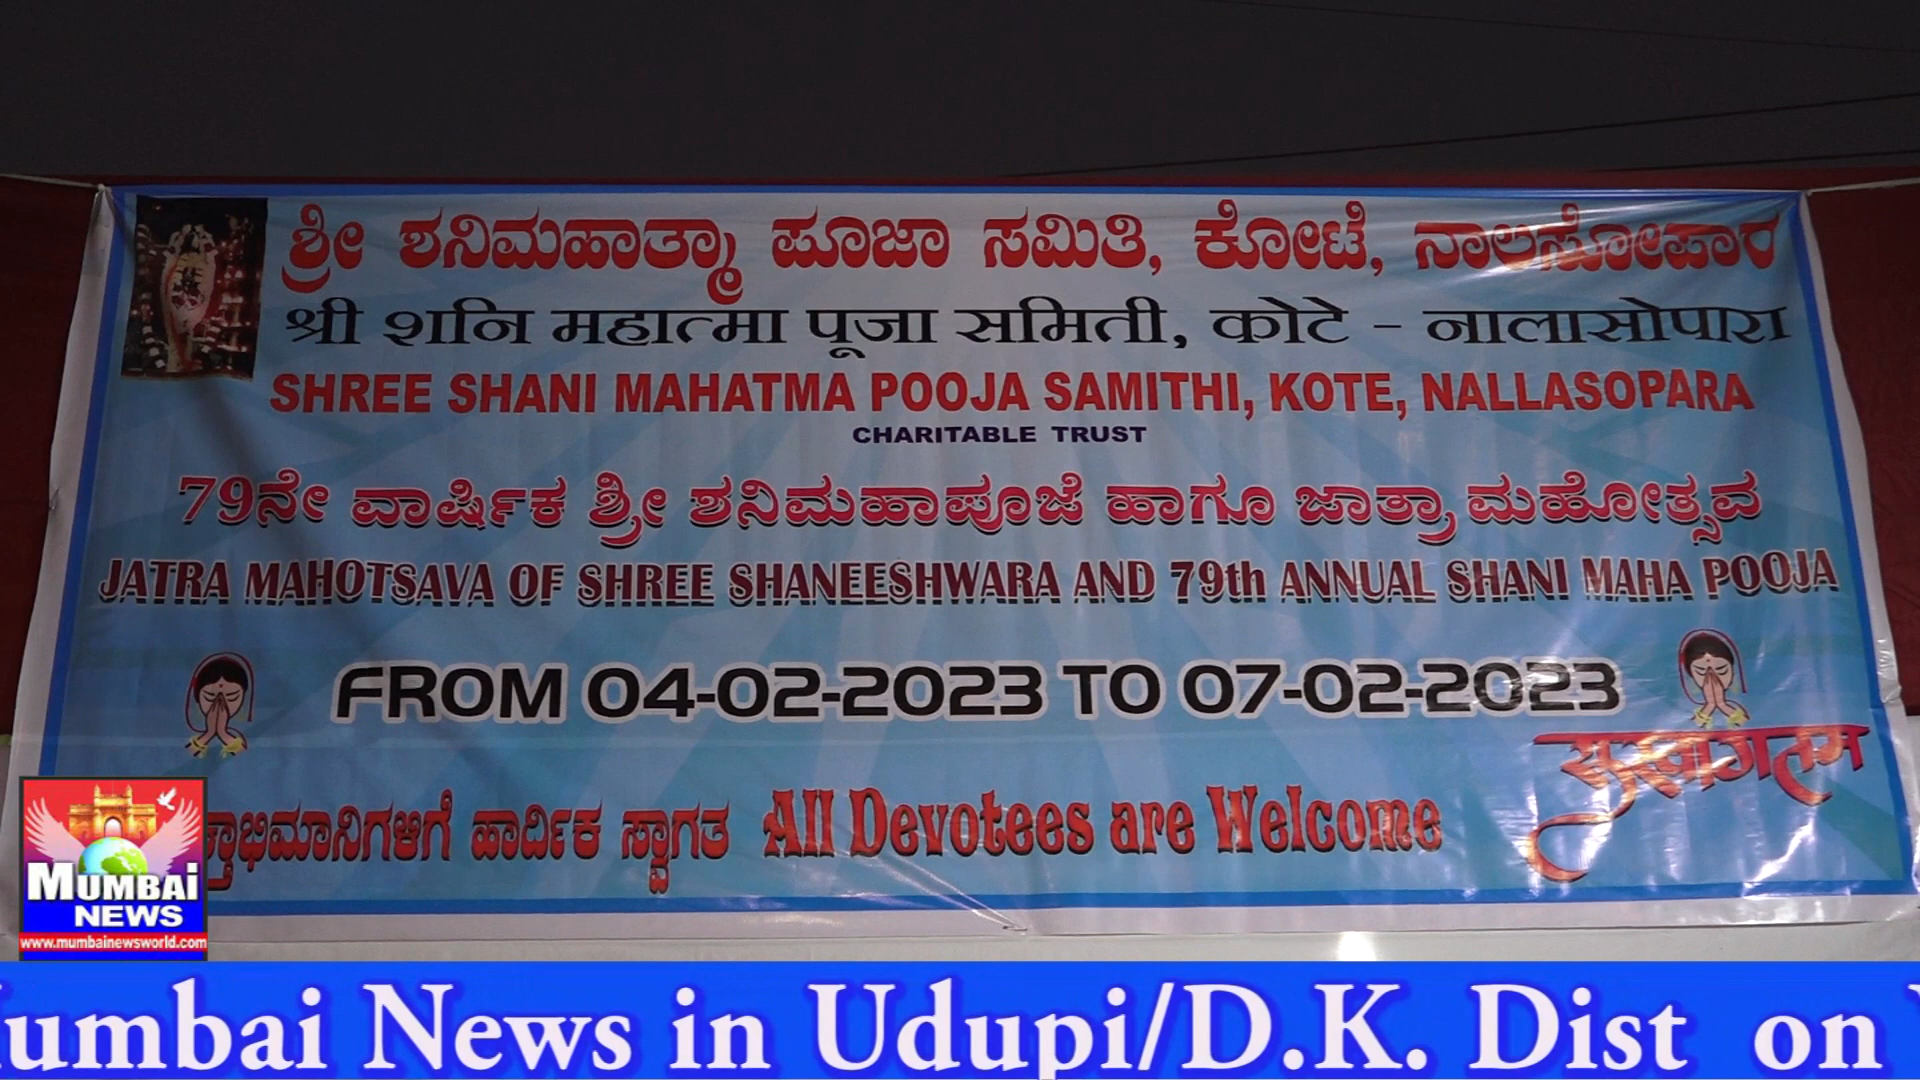 ಶ್ರೀ ಶನಿಮಹಾತ್ಮಾ ಪೂಜಾ ಸಮಿತಿ, ಕೋಟೆ, ನಾಲಾಸೋಪಾರ
श्री शनि महात्मा पूजा समिती, कोटे - नालासोपारा
SHREE SHANI MAHATMA POOJA SAMITHI, KOTE, NALLASOPARA
CHARITABLE TRUST
79ನೇ ವಾರ್ಷಿಕ ಶ್ರೀ ಶನಿಮಹಾಪೂಜೆ ಹಾಗೂ ಜಾತ್ರಾ ಮಹೋತ್ಸವ
JATRA MAHOTSAVA OF SHREE SHANEESHWARA AND 79th ANNUAL SHANI MAHA POOJA
FROM 04-02-2023 TO 07-02-2023
सुस्वागतम
ಕ್ತಾಭಿಮಾನಿಗಳಿಗೆ ಹಾರ್ದಿಕ ಸ್ವಾಗತ All Devotees are Welcome
MUMBAi
NEWS
www.mumbainewsworld.com
Mumbai News in Udupi/D.K. Dist on